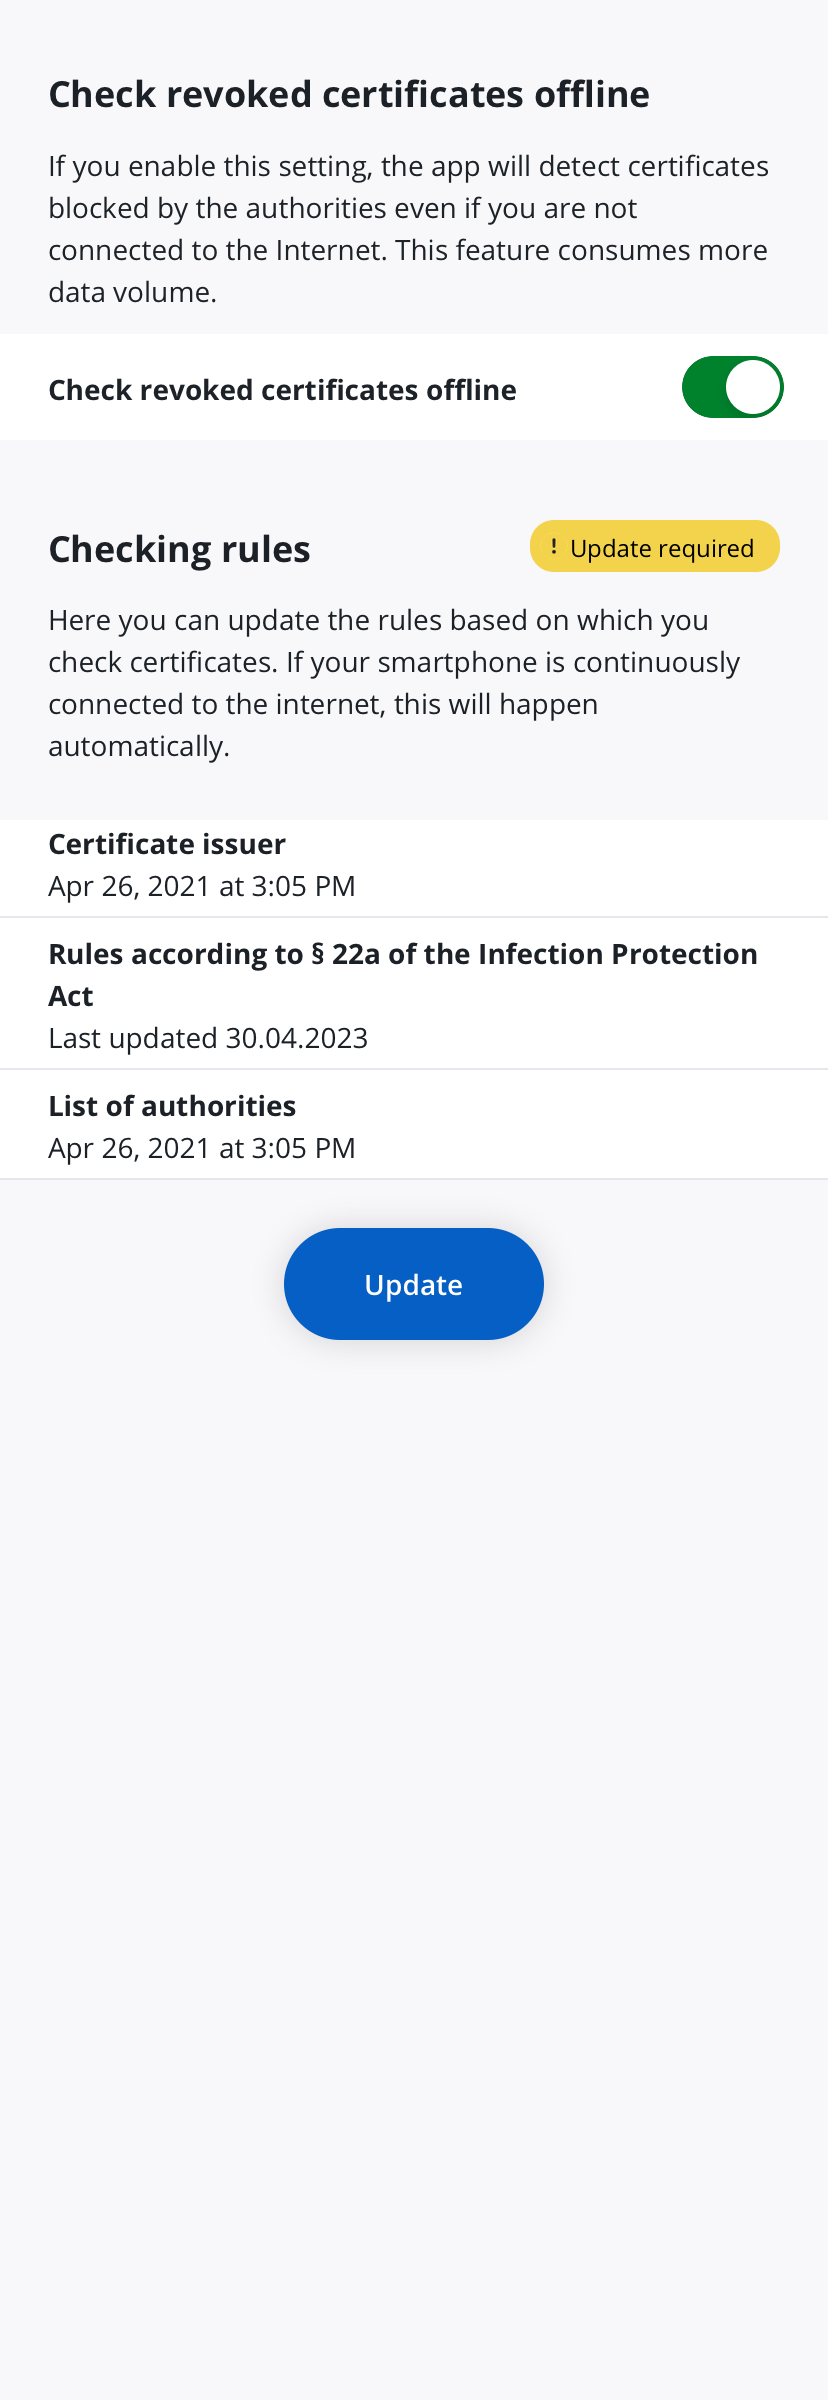 Check revoked certificates offline
If you enable this setting, the app will detect certificates
blocked by the authorities even if you are not
connected to the Internet. This feature consumes more
data volume.
Check revoked certificates offline
Checking rules
! Update required
Here you can update the rules based on which you
check certificates. If your smartphone is continuously
connected to the internet, this will happen
automatically.
Certificate issuer
Apr 26, 2021 at 3:05 PM
Rules according to § 22a of the Infection Protection
Act
Last updated 30.04.2023
List of authorities
Apr 26, 2021 at 3:05 PM
Update